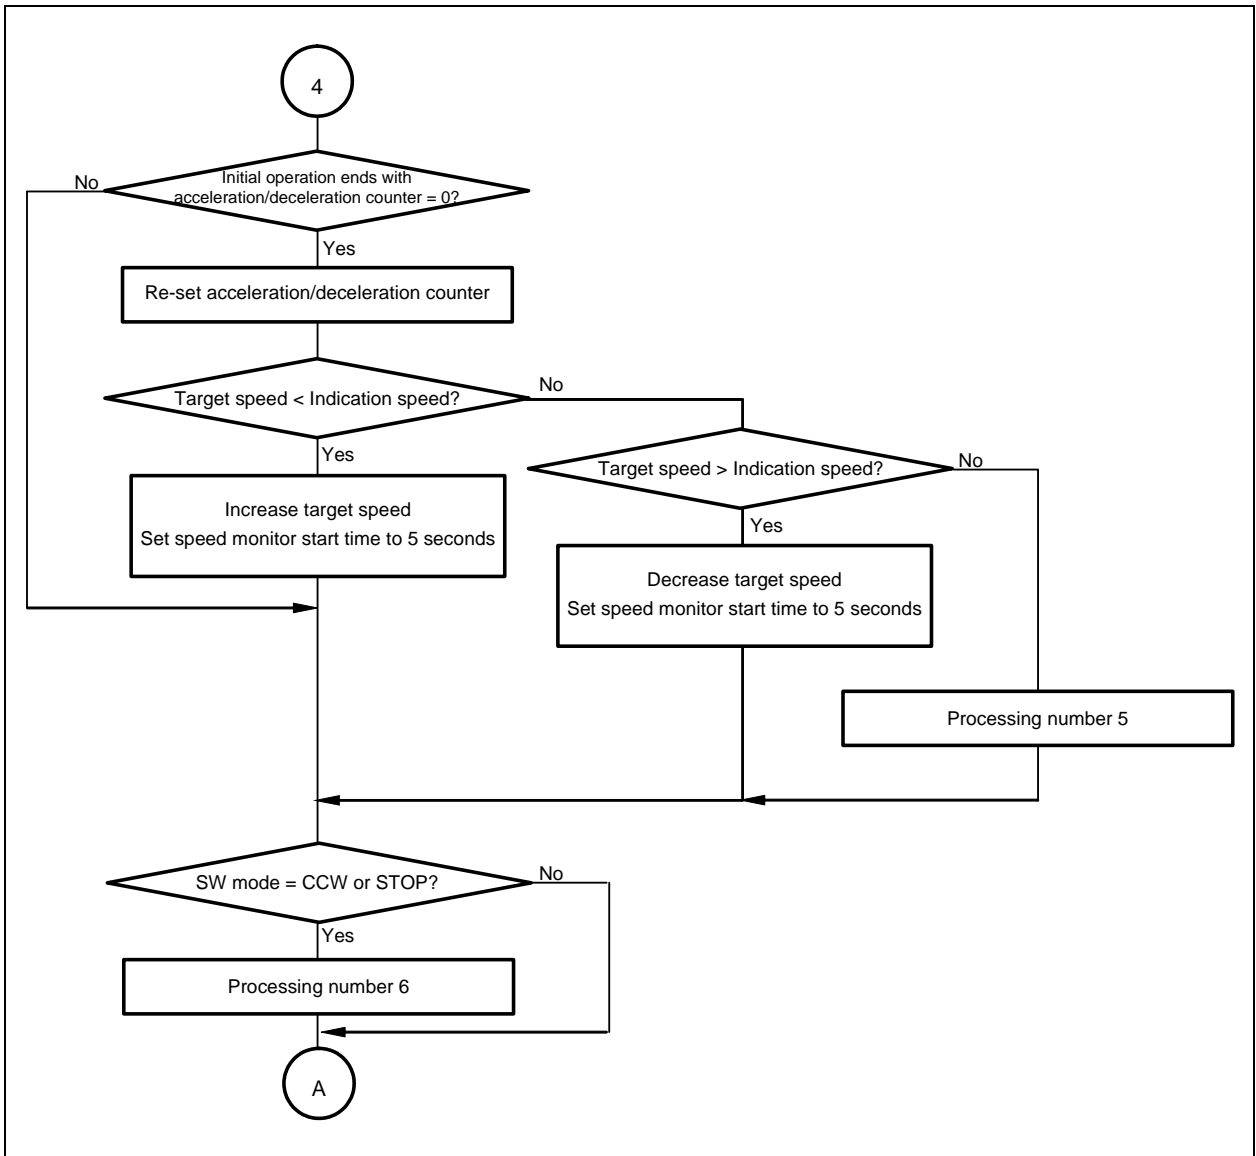 4
Initial operation ends with
acceleration/deceleration counter = 0?
No
Yes
Re-set acceleration/deceleration counter
Target speed < Indication speed?
No
Yes
Target speed > Indication speed?
No
Increase target speed
Set speed monitor start time to 5 seconds
Yes
Decrease target speed
Set speed monitor start time to 5 seconds
Processing number 5
SW mode = CCW or STOP?
No
Yes
Processing number 6
A